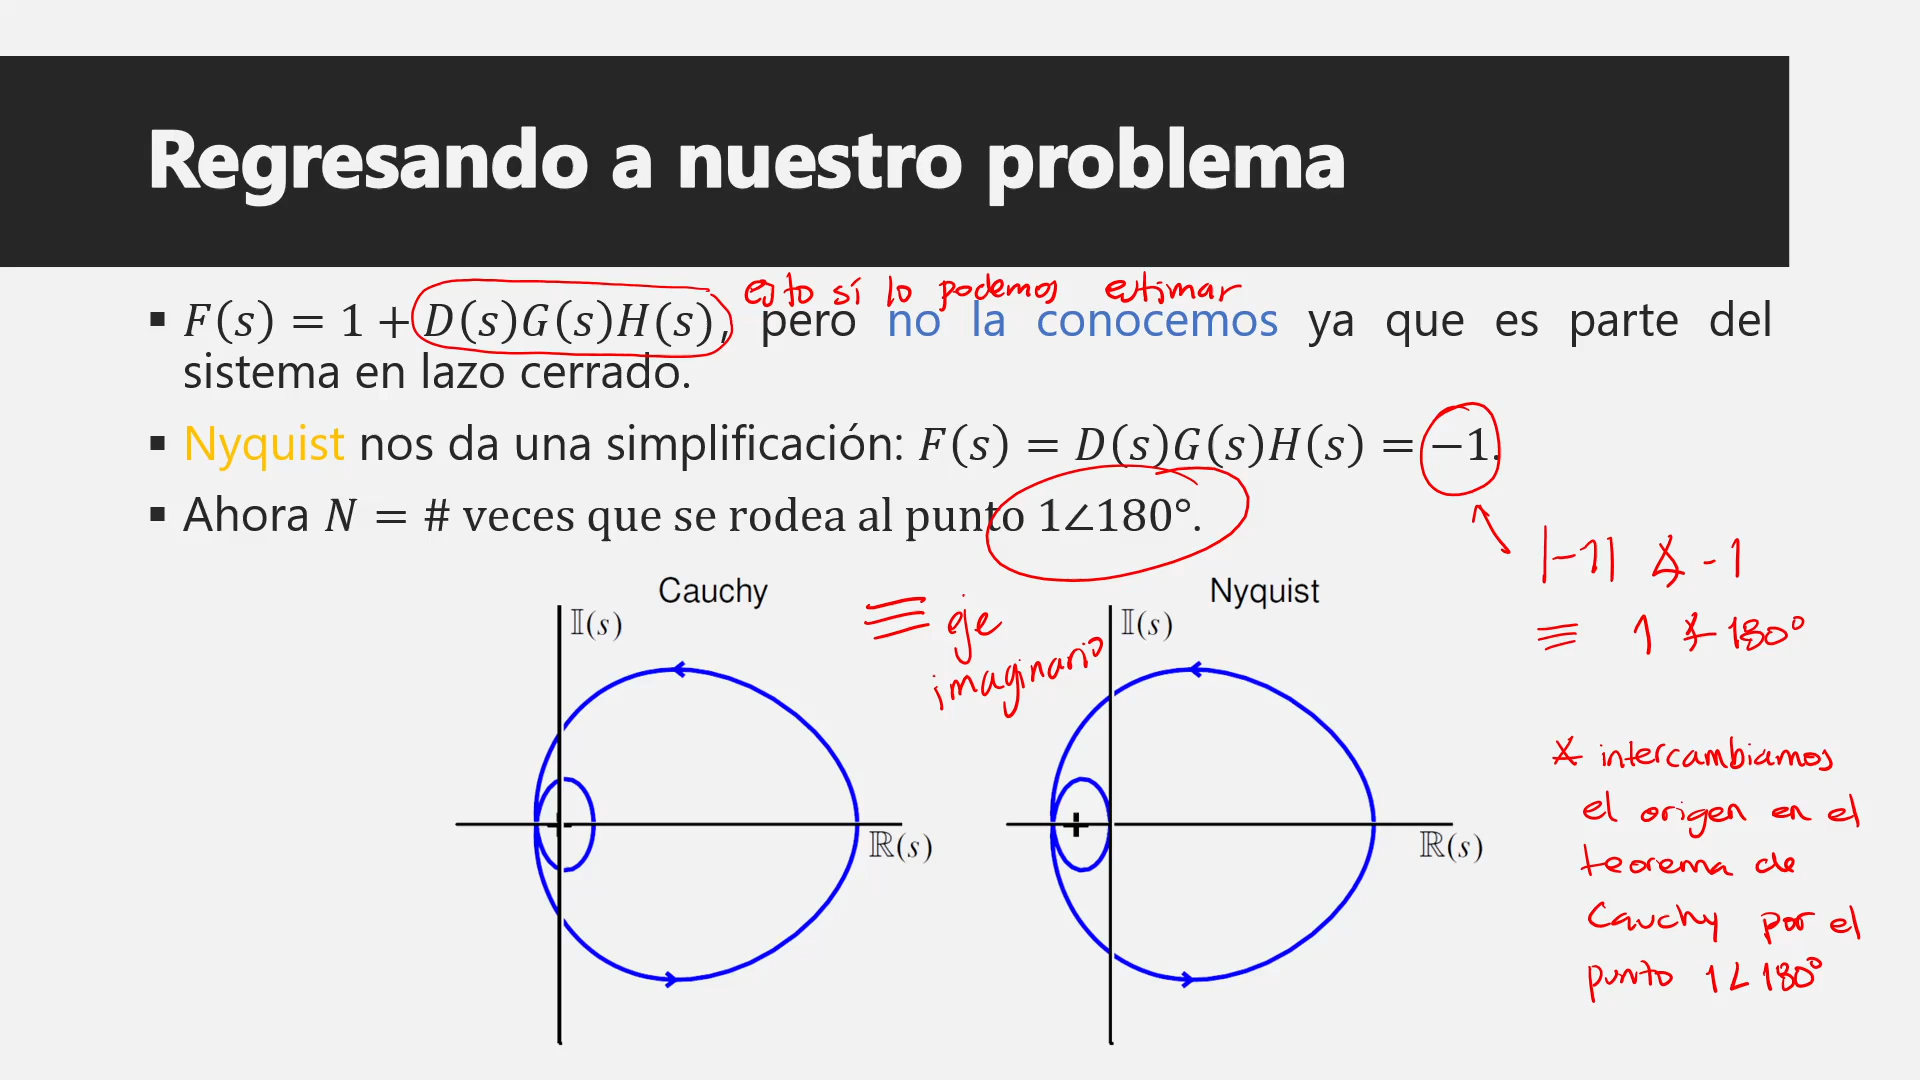 Regresando a nuestro problema
esto sí lo podemos estimar
▪ F(s) = 1 + D(s)G(s)H(s), pero no la conocemos ya que es parte del
sistema en lazo cerrado.
▪ Nyquist nos da una simplificación: F(s) = D(s)G(s)H(s) = −1.
▪ Ahora N = # veces que se rodea al punto 1∠180°.
|-1| ∡ -1
≡ 1 ∡ 180°
Cauchy
𝕀(s)
ℝ(s)
≡ eje
imaginario
Nyquist
𝕀(s)
ℝ(s)
* intercambiamos
el origen en el
teorema de
Cauchy por el
punto 1∠180°